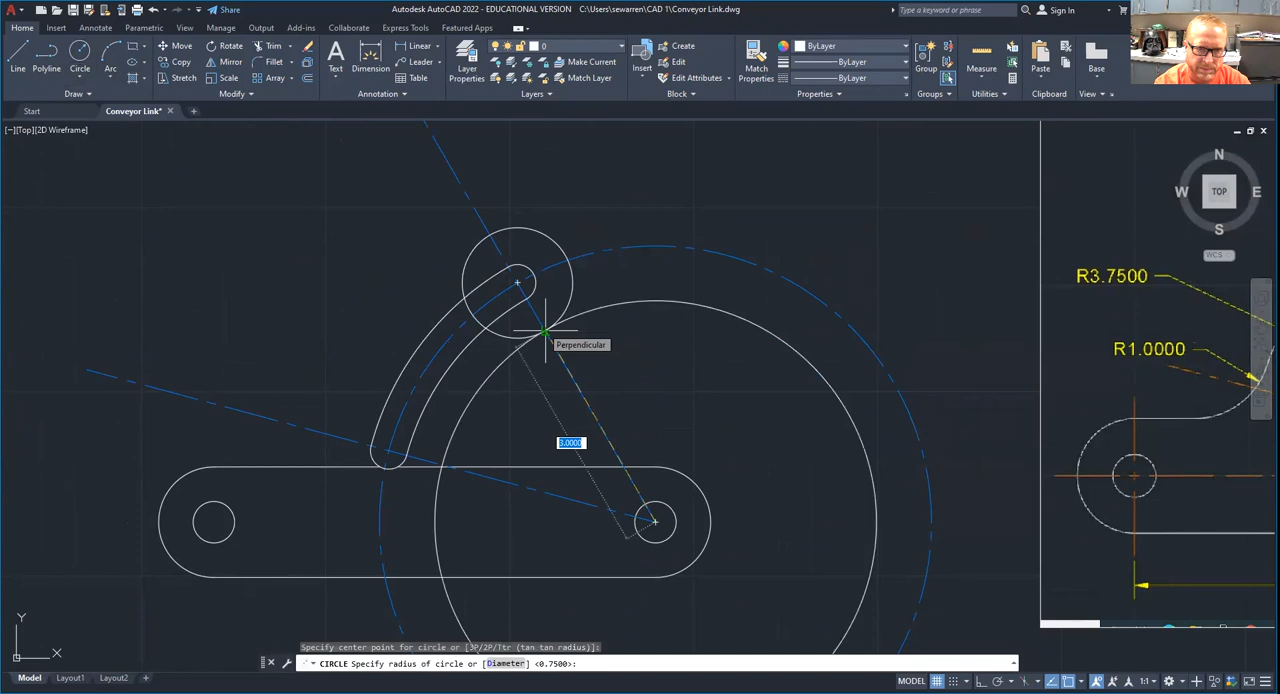 Share
Autodesk AutoCAD 2022 - EDUCATIONAL VERSION C:\Users\sewarren\CAD 1\Conveyor Link.dwg
Type a keyword or phrase
Sign In
Home Insert Annotate Parametric View Manage Output Add-ins Collaborate Express Tools
Line Polyline Circle Arc
Move Rotate Trim
Copy Mirror Fillet
Stretch Scale Array
Text Dimension
Linear
Leader
Table
Layer Properties
0
Make Current
Match Layer
Insert
Create
Edit
Edit Attributes
Match Properties
ByLayer
ByLayer
ByLayer
Group Measure Paste Base
Draw Modify Annotation Layers Block Properties Groups Utilities Clipboard View
Start Conveyor Link*
[−][Top][2D Wireframe]
N
W TOP E
S
WCS
R3.7500
R1.0000
Perpendicular
3.0000
Y
X
Specify center point for circle or [3P/2P/Ttr (tan tan radius)]:
CIRCLE Specify radius of circle or [Diameter] <0.7500>:
Model Layout1 Layout2 +
MODEL 1:1